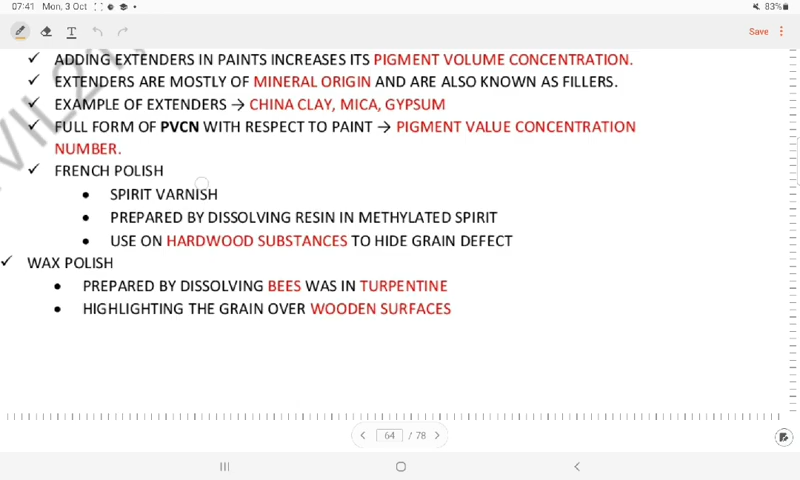 07:41 Mon, 3 Oct
83%
T
Save
ADDING EXTENDERS IN PAINTS INCREASES ITS PIGMENT VOLUME CONCENTRATION.
EXTENDERS ARE MOSTLY OF MINERAL ORIGIN AND ARE ALSO KNOWN AS FILLERS.
EXAMPLE OF EXTENDERS → CHINA CLAY, MICA, GYPSUM
FULL FORM OF PVCN WITH RESPECT TO PAINT → PIGMENT VALUE CONCENTRATION
NUMBER.
FRENCH POLISH
SPIRIT VARNISH
PREPARED BY DISSOLVING RESIN IN METHYLATED SPIRIT
USE ON HARDWOOD SUBSTANCES TO HIDE GRAIN DEFECT
WAX POLISH
PREPARED BY DISSOLVING BEES WAS IN TURPENTINE
HIGHLIGHTING THE GRAIN OVER WOODEN SURFACES
64 / 78